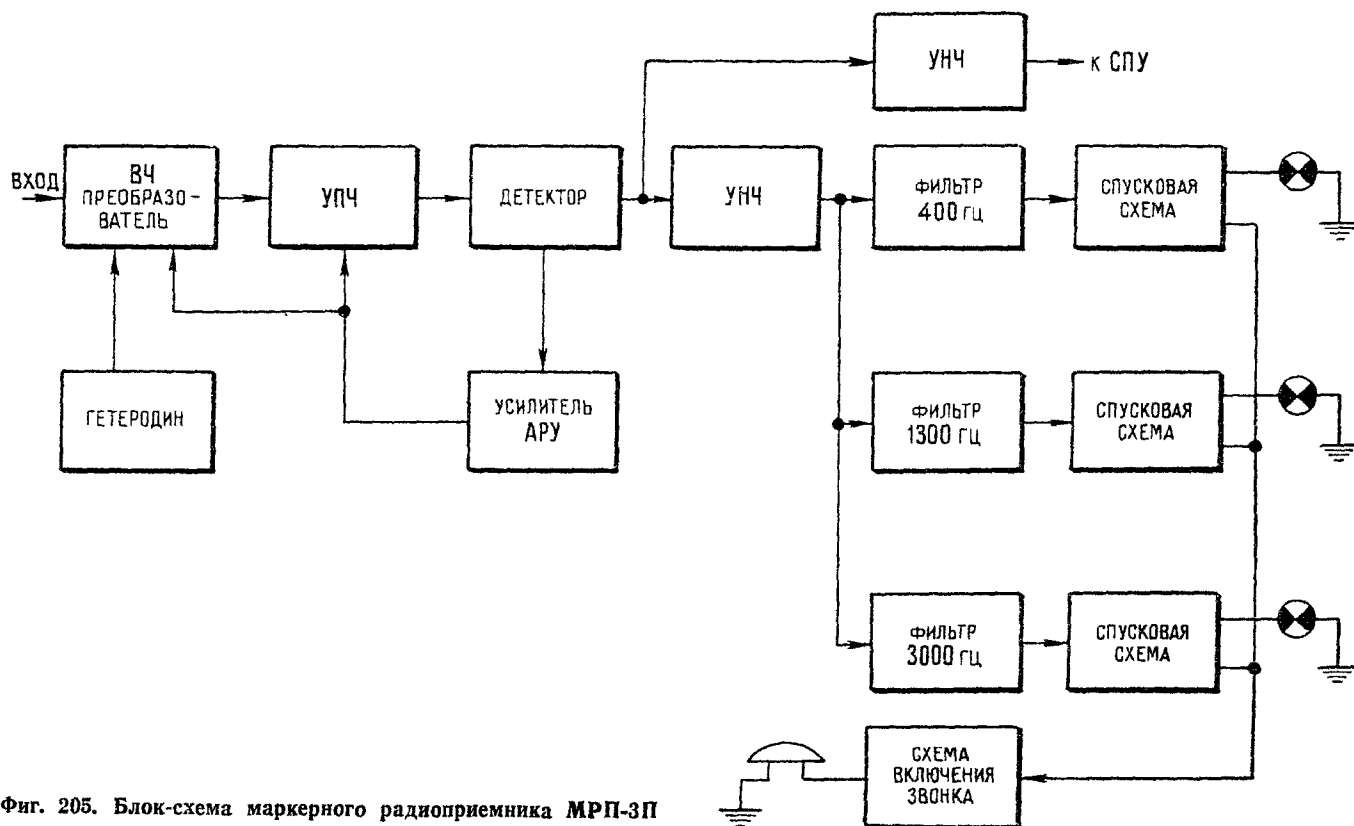 УНЧ
К СПУ
ВХОД
ВЧ
ПРЕОБРАЗО-
ВАТЕЛЬ
УПЧ
ДЕТЕКТОР
УНЧ
ФИЛЬТР
400 ГЦ
СПУСКОВАЯ
СХЕМА
ГЕТЕРОДИН
УСИЛИТЕЛЬ
АРУ
ФИЛЬТР
1300 ГЦ
СПУСКОВАЯ
СХЕМА
ФИЛЬТР
3000 ГЦ
СПУСКОВАЯ
СХЕМА
СХЕМА
ВКЛЮЧЕНИЯ
ЗВОНКА
Фиг. 205. Блок-схема маркерного радиоприемника МРП-3П